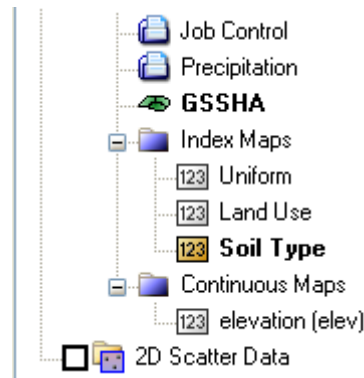 Job Control
Precipitation
GSSHA
Index Maps
123 Uniform
123 Land Use
123 Soil Type
Continuous Maps
123 elevation (elev)
2D Scatter Data